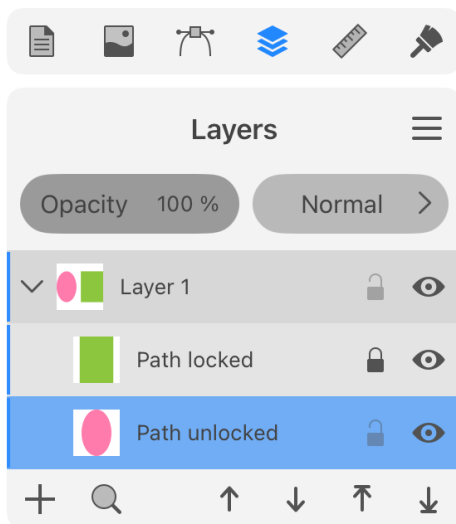 Layers
Opacity 100 %
Normal
Layer 1
Path locked
Path unlocked